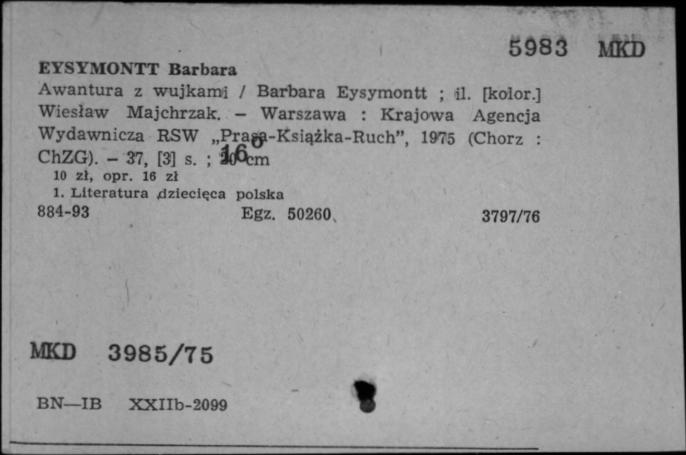 5983 MKD
EYSYMONTT Barbara
Awantura z wujkami / Barbara Eysymontt ; il. [kolor.]
Wiesław Majchrzak. — Warszawa : Krajowa Agencja
Wydawnicza RSW „Prasa-Książka-Ruch”, 1975 (Chorz :
ChZG). — 37, [3] s. ; 16° cm
10 zł, opr. 16 zł
1. Literatura dziecięca polska
884-93 Egz. 50260 3797/76
MKD 3985/75
BN—IB XXIIb-2099